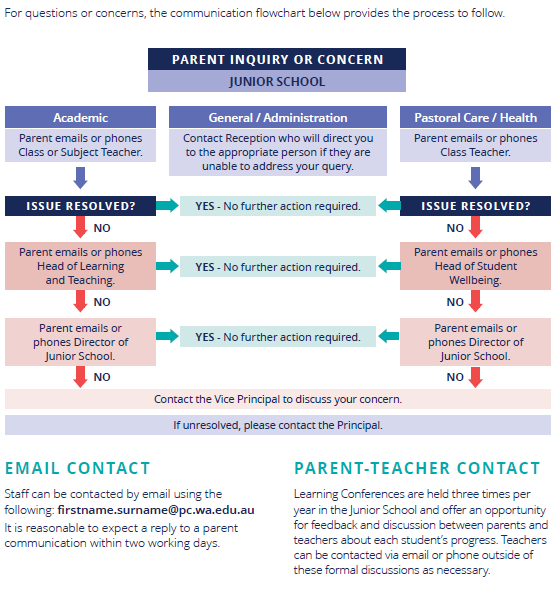 For questions or concerns, the communication flowchart below provides the process to follow.
PARENT INQUIRY OR CONCERN
JUNIOR SCHOOL
Academic
Parent emails or phones
Class or Subject Teacher.
General / Administration
Contact Reception who will direct you
to the appropriate person if they are
unable to address your query.
Pastoral Care / Health
Parent emails or phones
Class Teacher.
ISSUE RESOLVED?
YES - No further action required.
ISSUE RESOLVED?
NO
NO
Parent emails or phones
Head of Learning
and Teaching.
YES - No further action required.
Parent emails or phones
Head of Student
Wellbeing.
NO
NO
Parent emails or
phones Director of
Junior School.
YES - No further action required.
Parent emails or
phones Director of
Junior School.
NO
NO
Contact the Vice Principal to discuss your concern.
If unresolved, please contact the Principal.
EMAIL CONTACT
Staff can be contacted by email using the
following: firstname.surname@pc.wa.edu.au
It is reasonable to expect a reply to a parent
communication within two working days.
PARENT-TEACHER CONTACT
Learning Conferences are held three times per
year in the Junior School and offer an opportunity
for feedback and discussion between parents and
teachers about each student's progress. Teachers
can be contacted via email or phone outside of
these formal discussions as necessary.